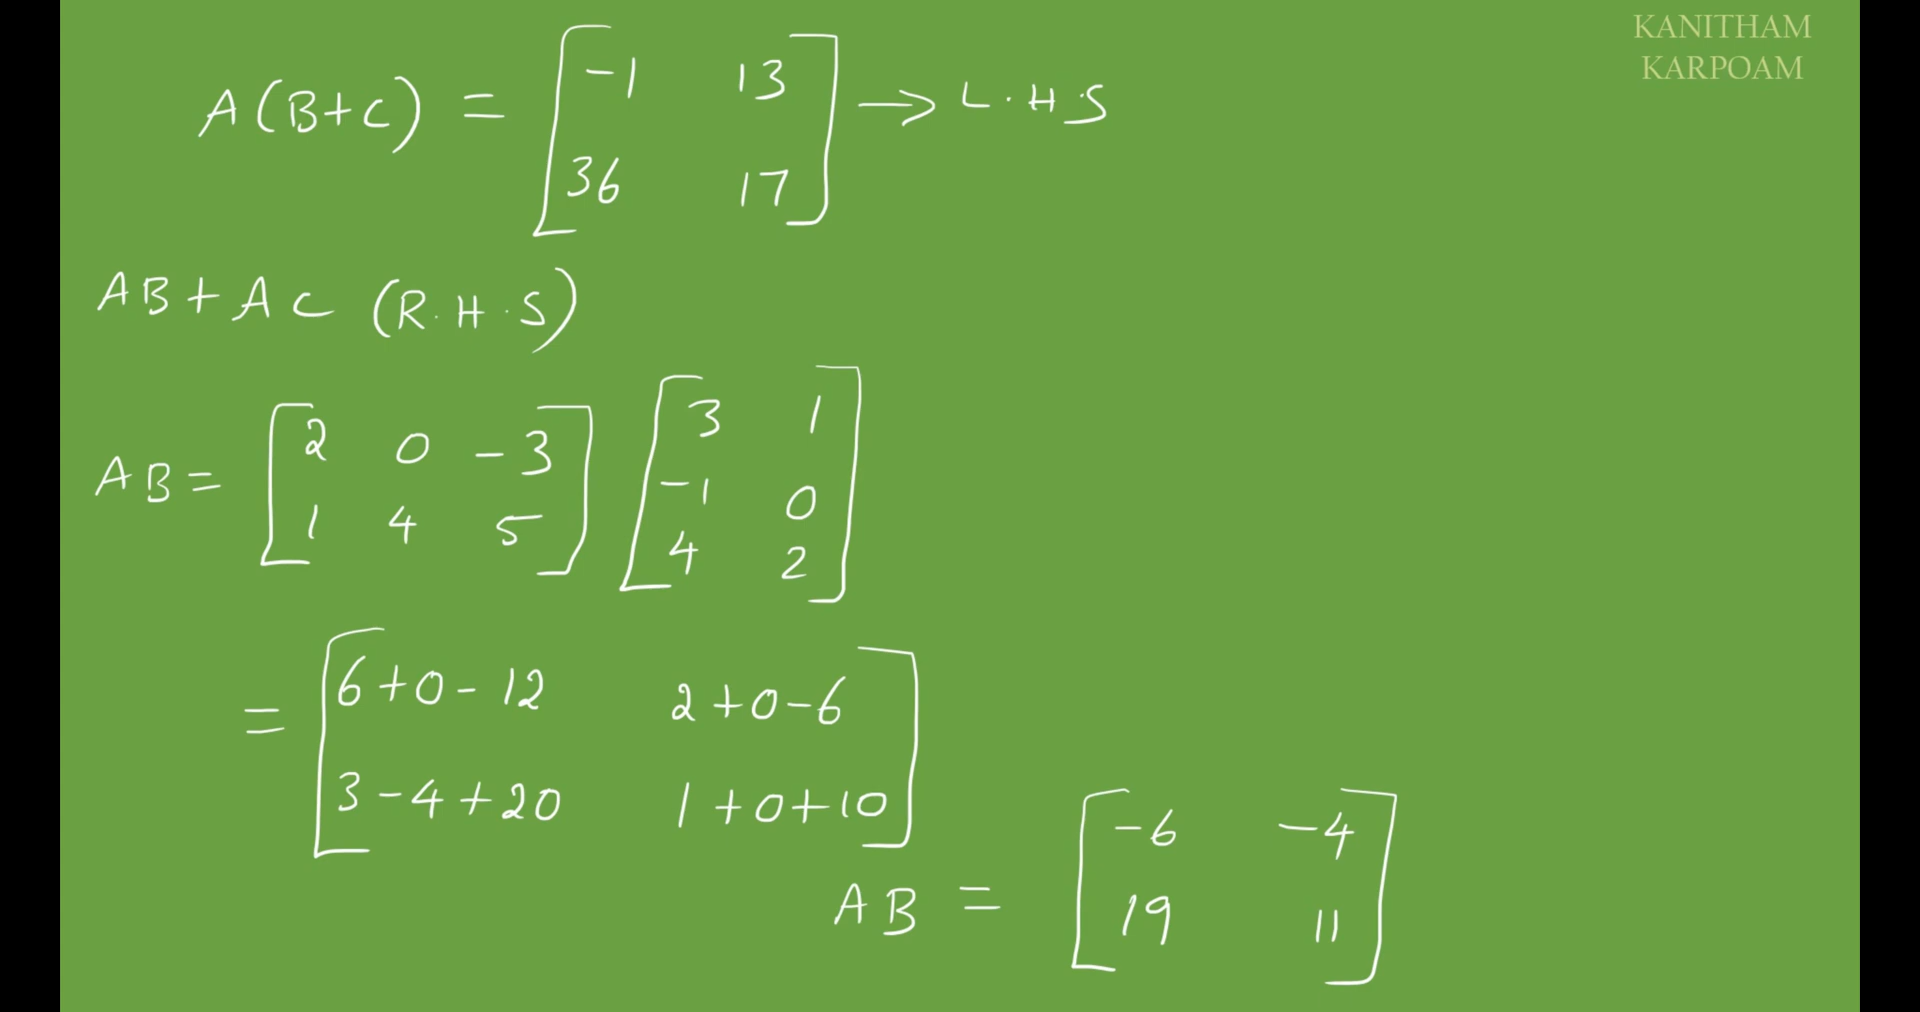 KANITHAM
KARPOAM
A(B+C) = [-1 13
36 17] → L.H.S
AB+AC (R.H.S)
AB= [2 0 -3
1 4 5] [3 1
-1 0
4 2]
= [6+0-12 2+0-6
3-4+20 1+0+10]
AB = [-6 -4
19 11]